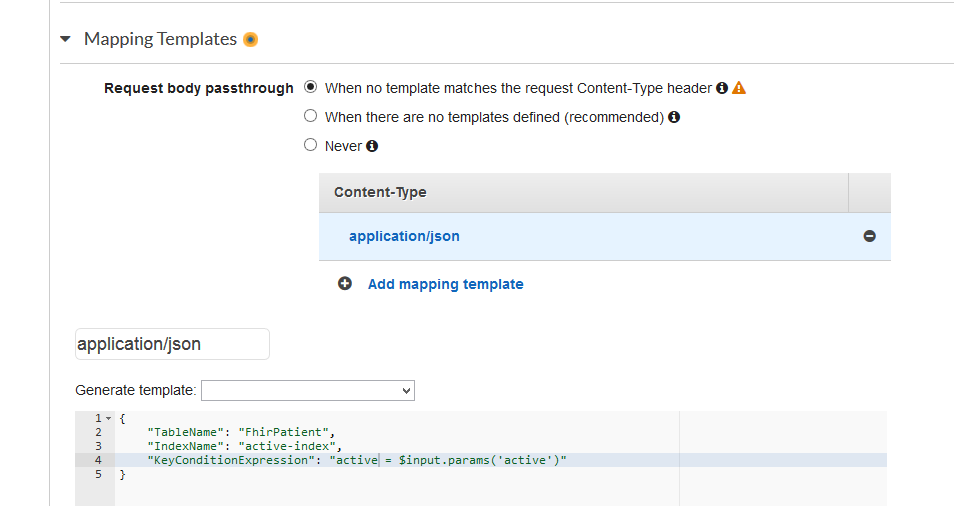 Mapping Templates
Request body passthrough
When no template matches the request Content-Type header
When there are no templates defined (recommended)
Never
Content-Type
application/json
Add mapping template
application/json
Generate template:
1 {
2 "TableName": "FhirPatient",
3 "IndexName": "active-index",
4 "KeyConditionExpression": "active = $input.params('active')"
5 }